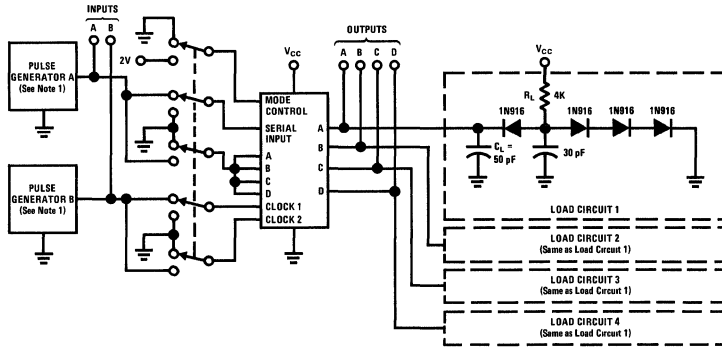 INPUTS
A B
PULSE
GENERATOR A
(See Note 1)
PULSE
GENERATOR B
(See Note 1)
2V
VCC
MODE
CONTROL
SERIAL
INPUT
A
B
C
D
CLOCK 1
CLOCK 2
A
B
C
D
OUTPUTS
A B C D
VCC
RL 4K
1N916
1N916
1N916
1N916
CL =
50 pF
30 pF
LOAD CIRCUIT 1
LOAD CIRCUIT 2
(Same as Load Circuit 1)
LOAD CIRCUIT 3
(Same as Load Circuit 1)
LOAD CIRCUIT 4
(Same as Load Circuit 1)